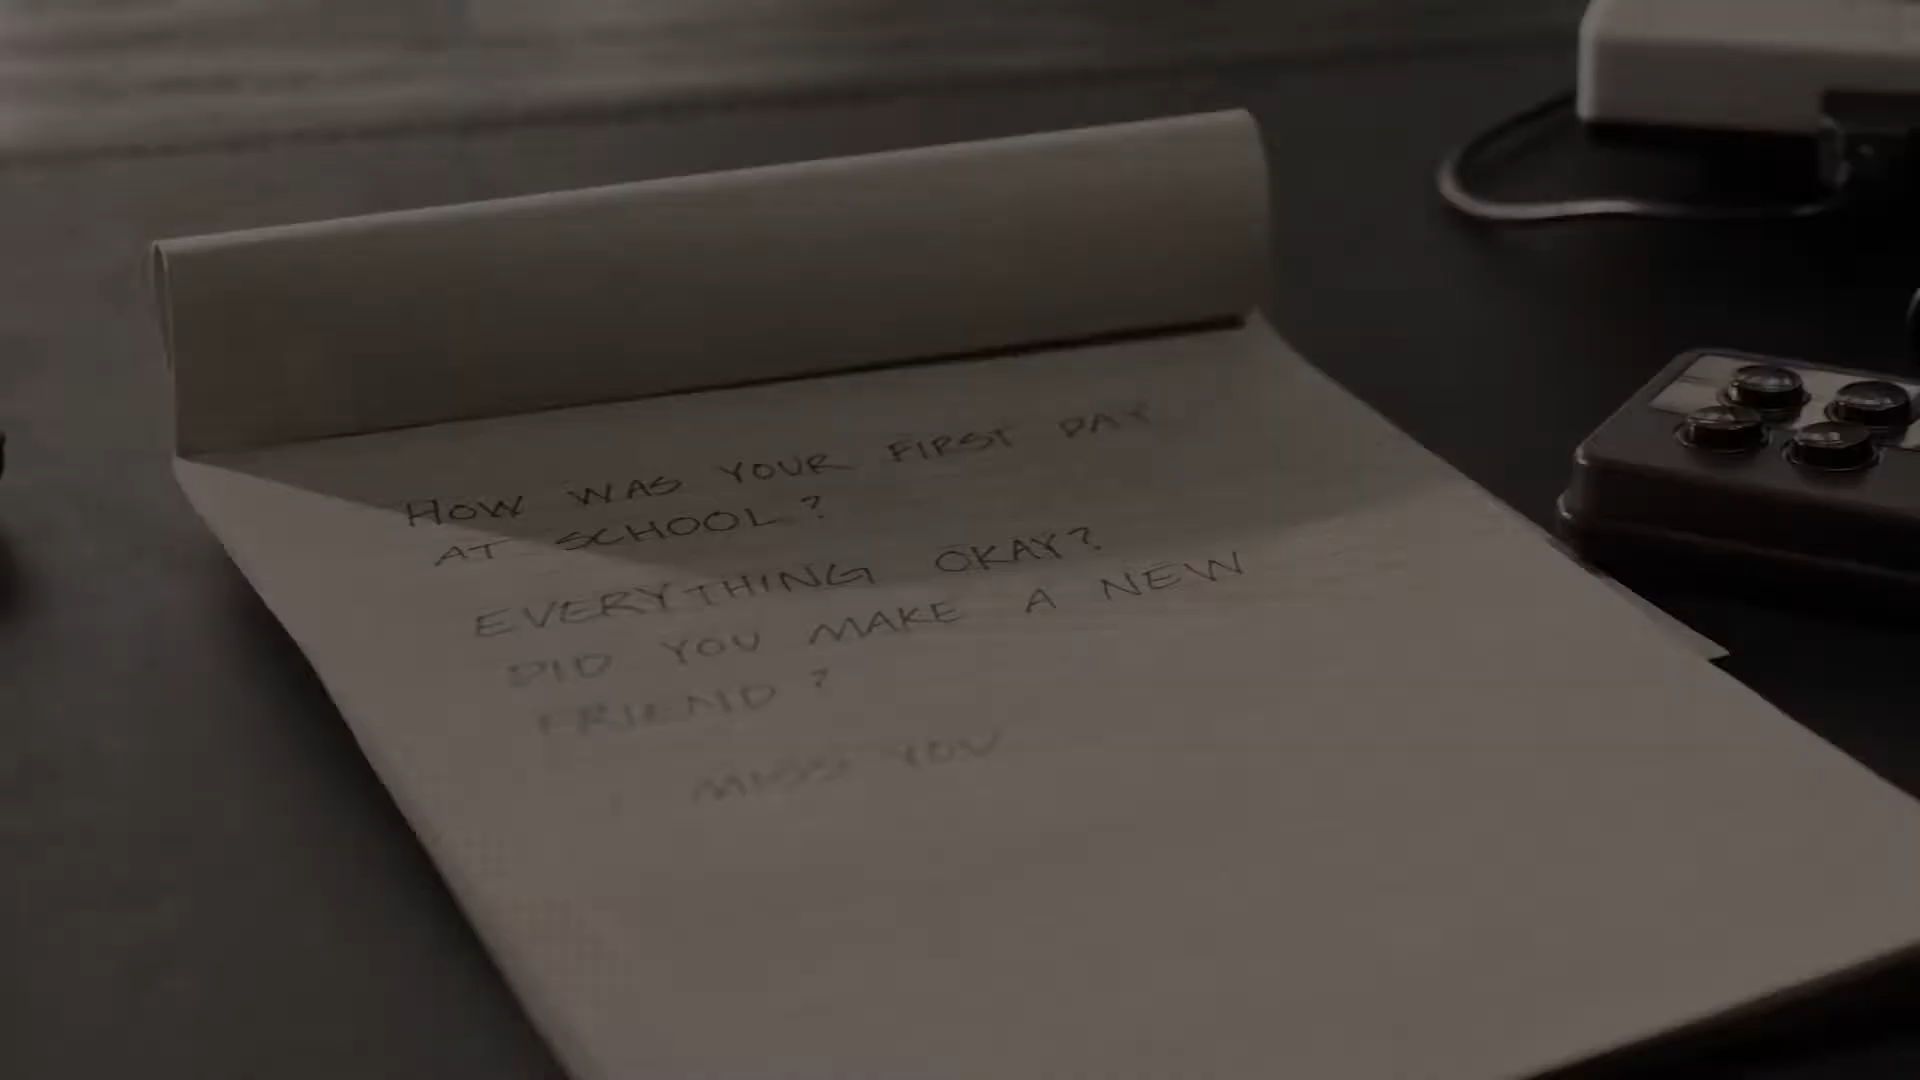 HOW WAS YOUR FIRST DAY
AT SCHOOL?
EVERYTHING OKAY?
DID YOU MAKE A NEW
FRIEND?
I MISS YOU